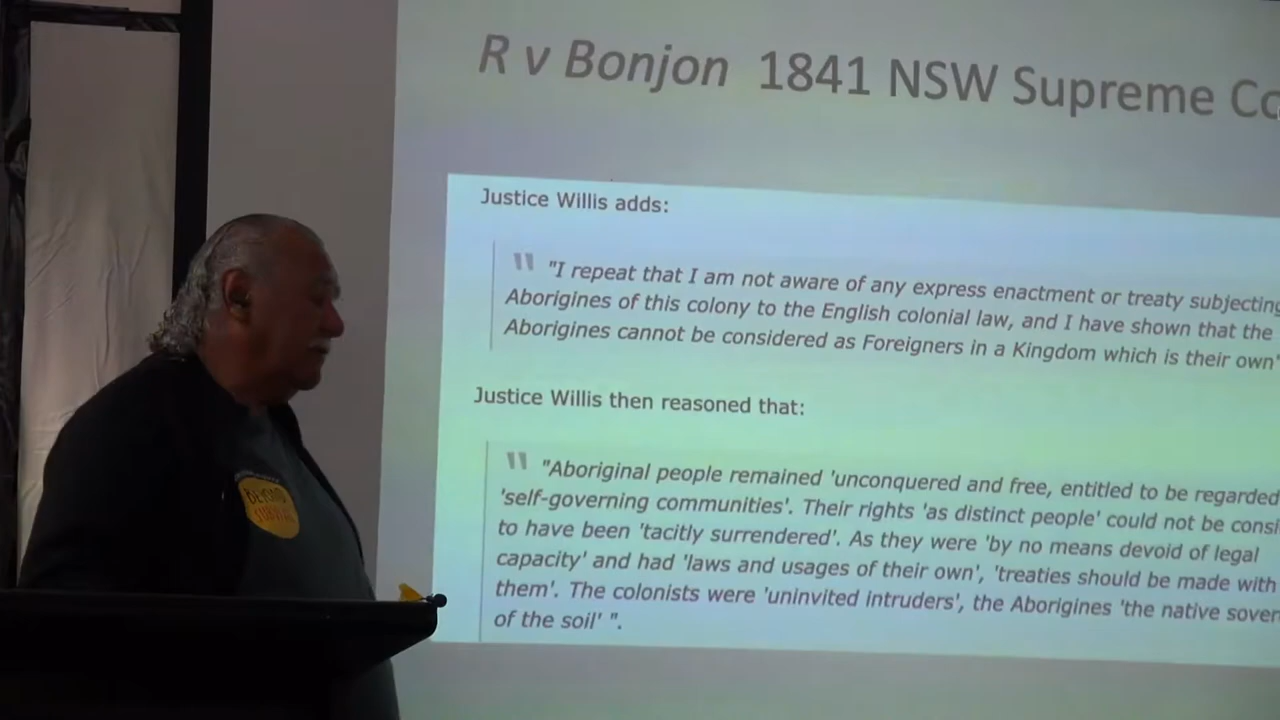 R v Bonjon 1841 NSW Supreme Co
Justice Willis adds:
"I repeat that I am not aware of any express enactment or treaty subjecting
Aborigines of this colony to the English colonial law, and I have shown that the
Aborigines cannot be considered as Foreigners in a Kingdom which is their own"
Justice Willis then reasoned that:
"Aboriginal people remained 'unconquered and free, entitled to be regarded
'self-governing communities'. Their rights 'as distinct people' could not be consi
to have been 'tacitly surrendered'. As they were 'by no means devoid of legal
capacity' and had 'laws and usages of their own', 'treaties should be made with
them'. The colonists were 'uninvited intruders', the Aborigines 'the native sover
of the soil' ".
BEYOND
SURVIVAL